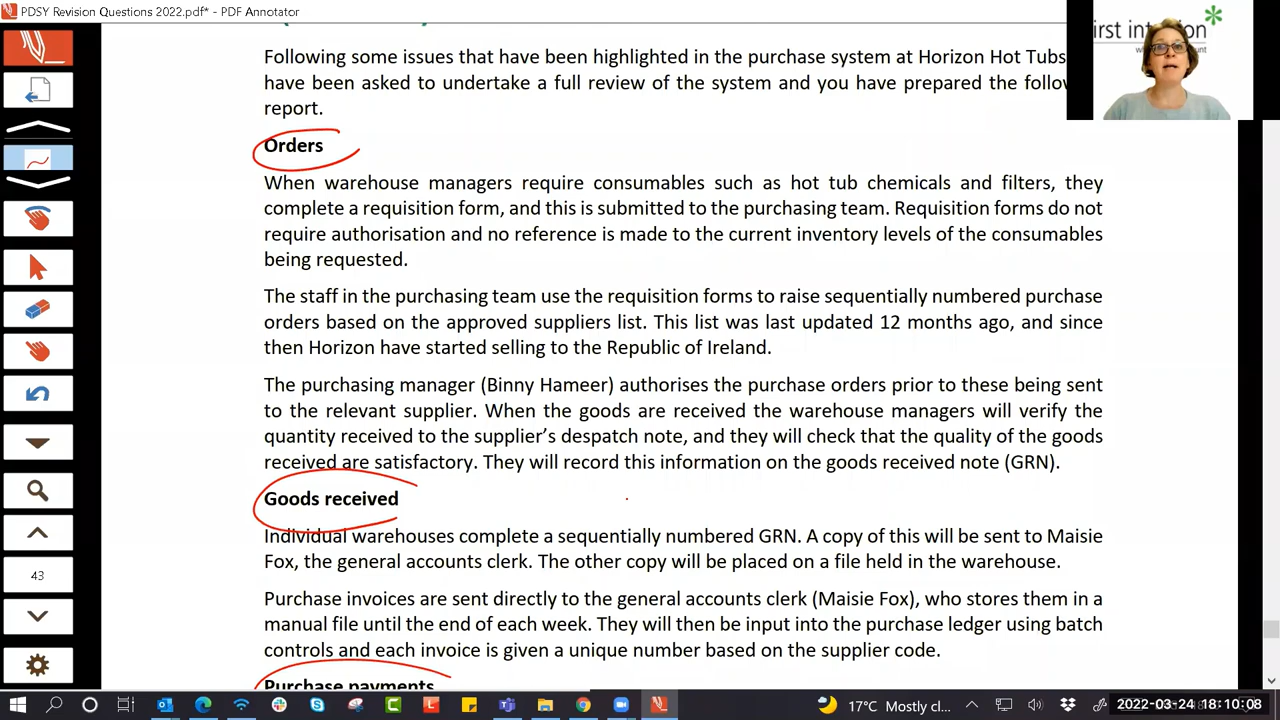 PDSY Revision Questions 2022.pdf* - PDF Annotator
first intuition
Following some issues that have been highlighted in the purchase system at Horizon Hot Tubs
have been asked to undertake a full review of the system and you have prepared the
report.
Orders
When warehouse managers require consumables such as hot tub chemicals and filters, they
complete a requisition form, and this is submitted to the purchasing team. Requisition forms do not
require authorisation and no reference is made to the current inventory levels of the consumables
being requested.
The staff in the purchasing team use the requisition forms to raise sequentially numbered purchase
orders based on the approved suppliers list. This list was last updated 12 months ago, and since
then Horizon have started selling to the Republic of Ireland.
The purchasing manager (Binny Hameer) authorises the purchase orders prior to these being sent
to the relevant supplier. When the goods are received the warehouse managers will verify the
quantity received to the supplier's despatch note, and they will check that the quality of the goods
received are satisfactory. They will record this information on the goods received note (GRN).
Goods received
Individual warehouses complete a sequentially numbered GRN. A copy of this will be sent to Maisie
Fox, the general accounts clerk. The other copy will be placed on a file held in the warehouse.
Purchase invoices are sent directly to the general accounts clerk (Maisie Fox), who stores them in a
manual file until the end of each week. They will then be input into the purchase ledger using batch
controls and each invoice is given a unique number based on the supplier code.
Purchase payments
43
17°C Mostly cl...
2022-03-24 18:10:08